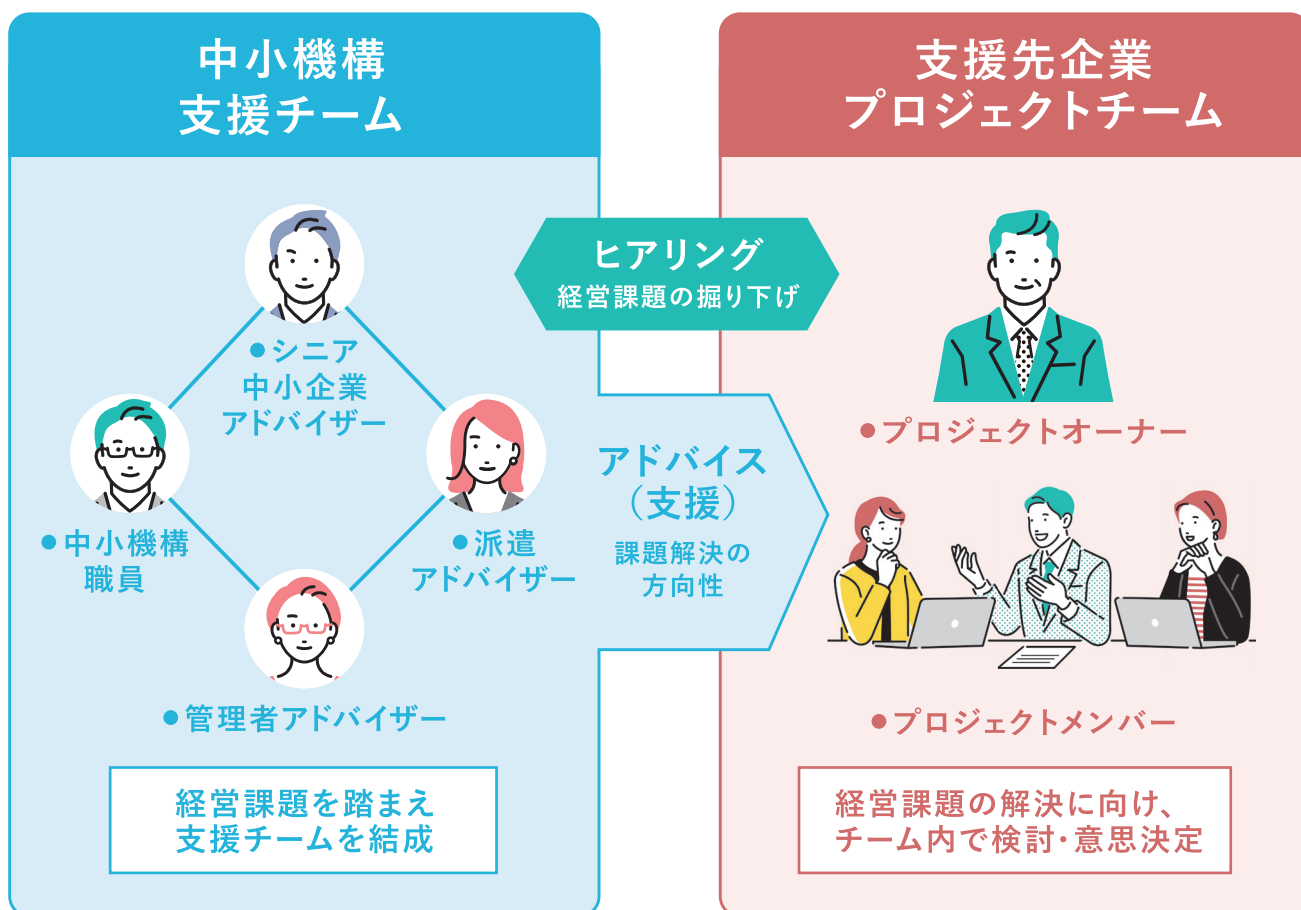 中小機構
支援チーム
●シニア
中小企業
アドバイザー
●中小機構
職員
●派遣
アドバイザー
●管理者アドバイザー
経営課題を踏まえ
支援チームを結成
ヒアリング
経営課題の掘り下げ
アドバイス
（支援）
課題解決の
方向性
支援先企業
プロジェクトチーム
●プロジェクトオーナー
●プロジェクトメンバー
経営課題の解決に向け、
チーム内で検討・意思決定